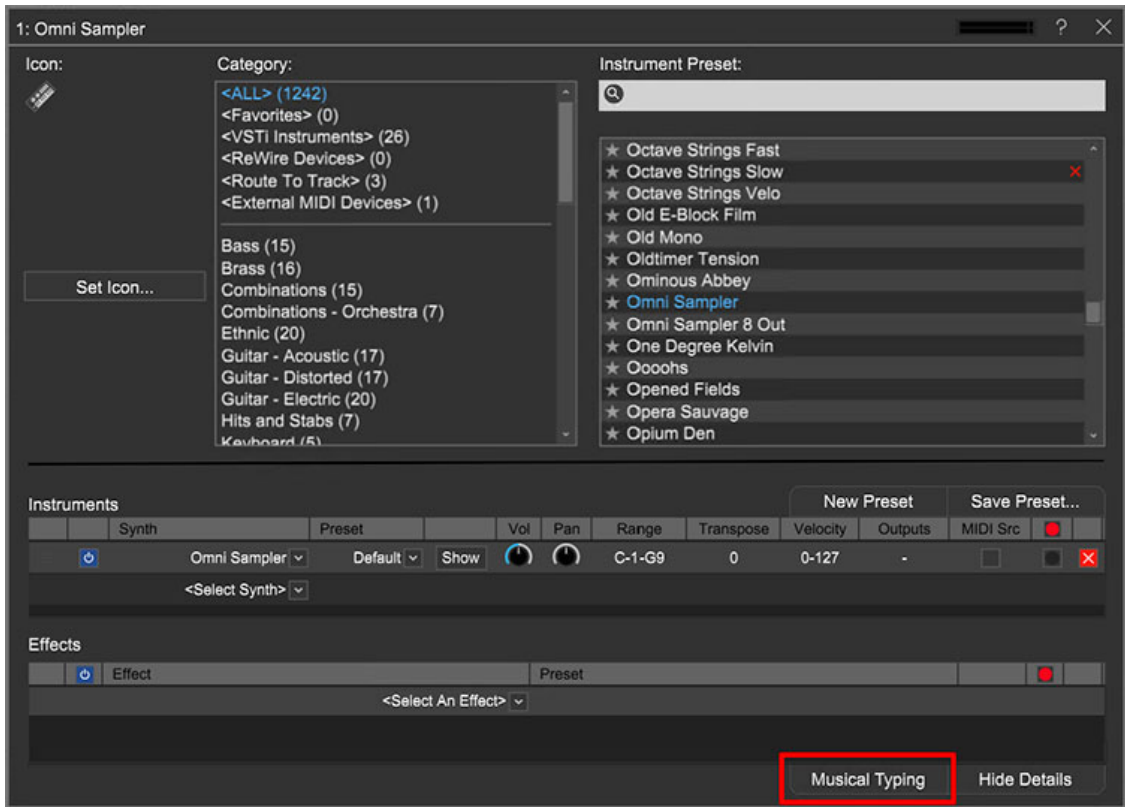 1: Omni Sampler ?
Icon:
Category:
<ALL> (1242)
<Favorites> (0)
<VSTi Instruments> (26)
<ReWire Devices> (0)
<Route To Track> (3)
<External MIDI Devices> (1)
Bass (15)
Brass (16)
Combinations (15)
Combinations - Orchestra (7)
Ethnic (20)
Guitar - Acoustic (17)
Guitar - Distorted (17)
Guitar - Electric (20)
Hits and Stabs (7)
Keyboard (5)
Set Icon...
Instrument Preset:
Octave Strings Fast
Octave Strings Slow
Octave Strings Velo
Old E-Block Film
Old Mono
Oldtimer Tension
Ominous Abbey
Omni Sampler
Omni Sampler 8 Out
One Degree Kelvin
Oooohs
Opened Fields
Opera Sauvage
Opium Den
Instruments New Preset Save Preset...
Synth Preset Vol Pan Range Transpose Velocity Outputs MIDI Src
Omni Sampler Default Show C-1-G9 0 0-127 -
<Select Synth>
Effects
Effect Preset
<Select An Effect>
Musical Typing Hide Details